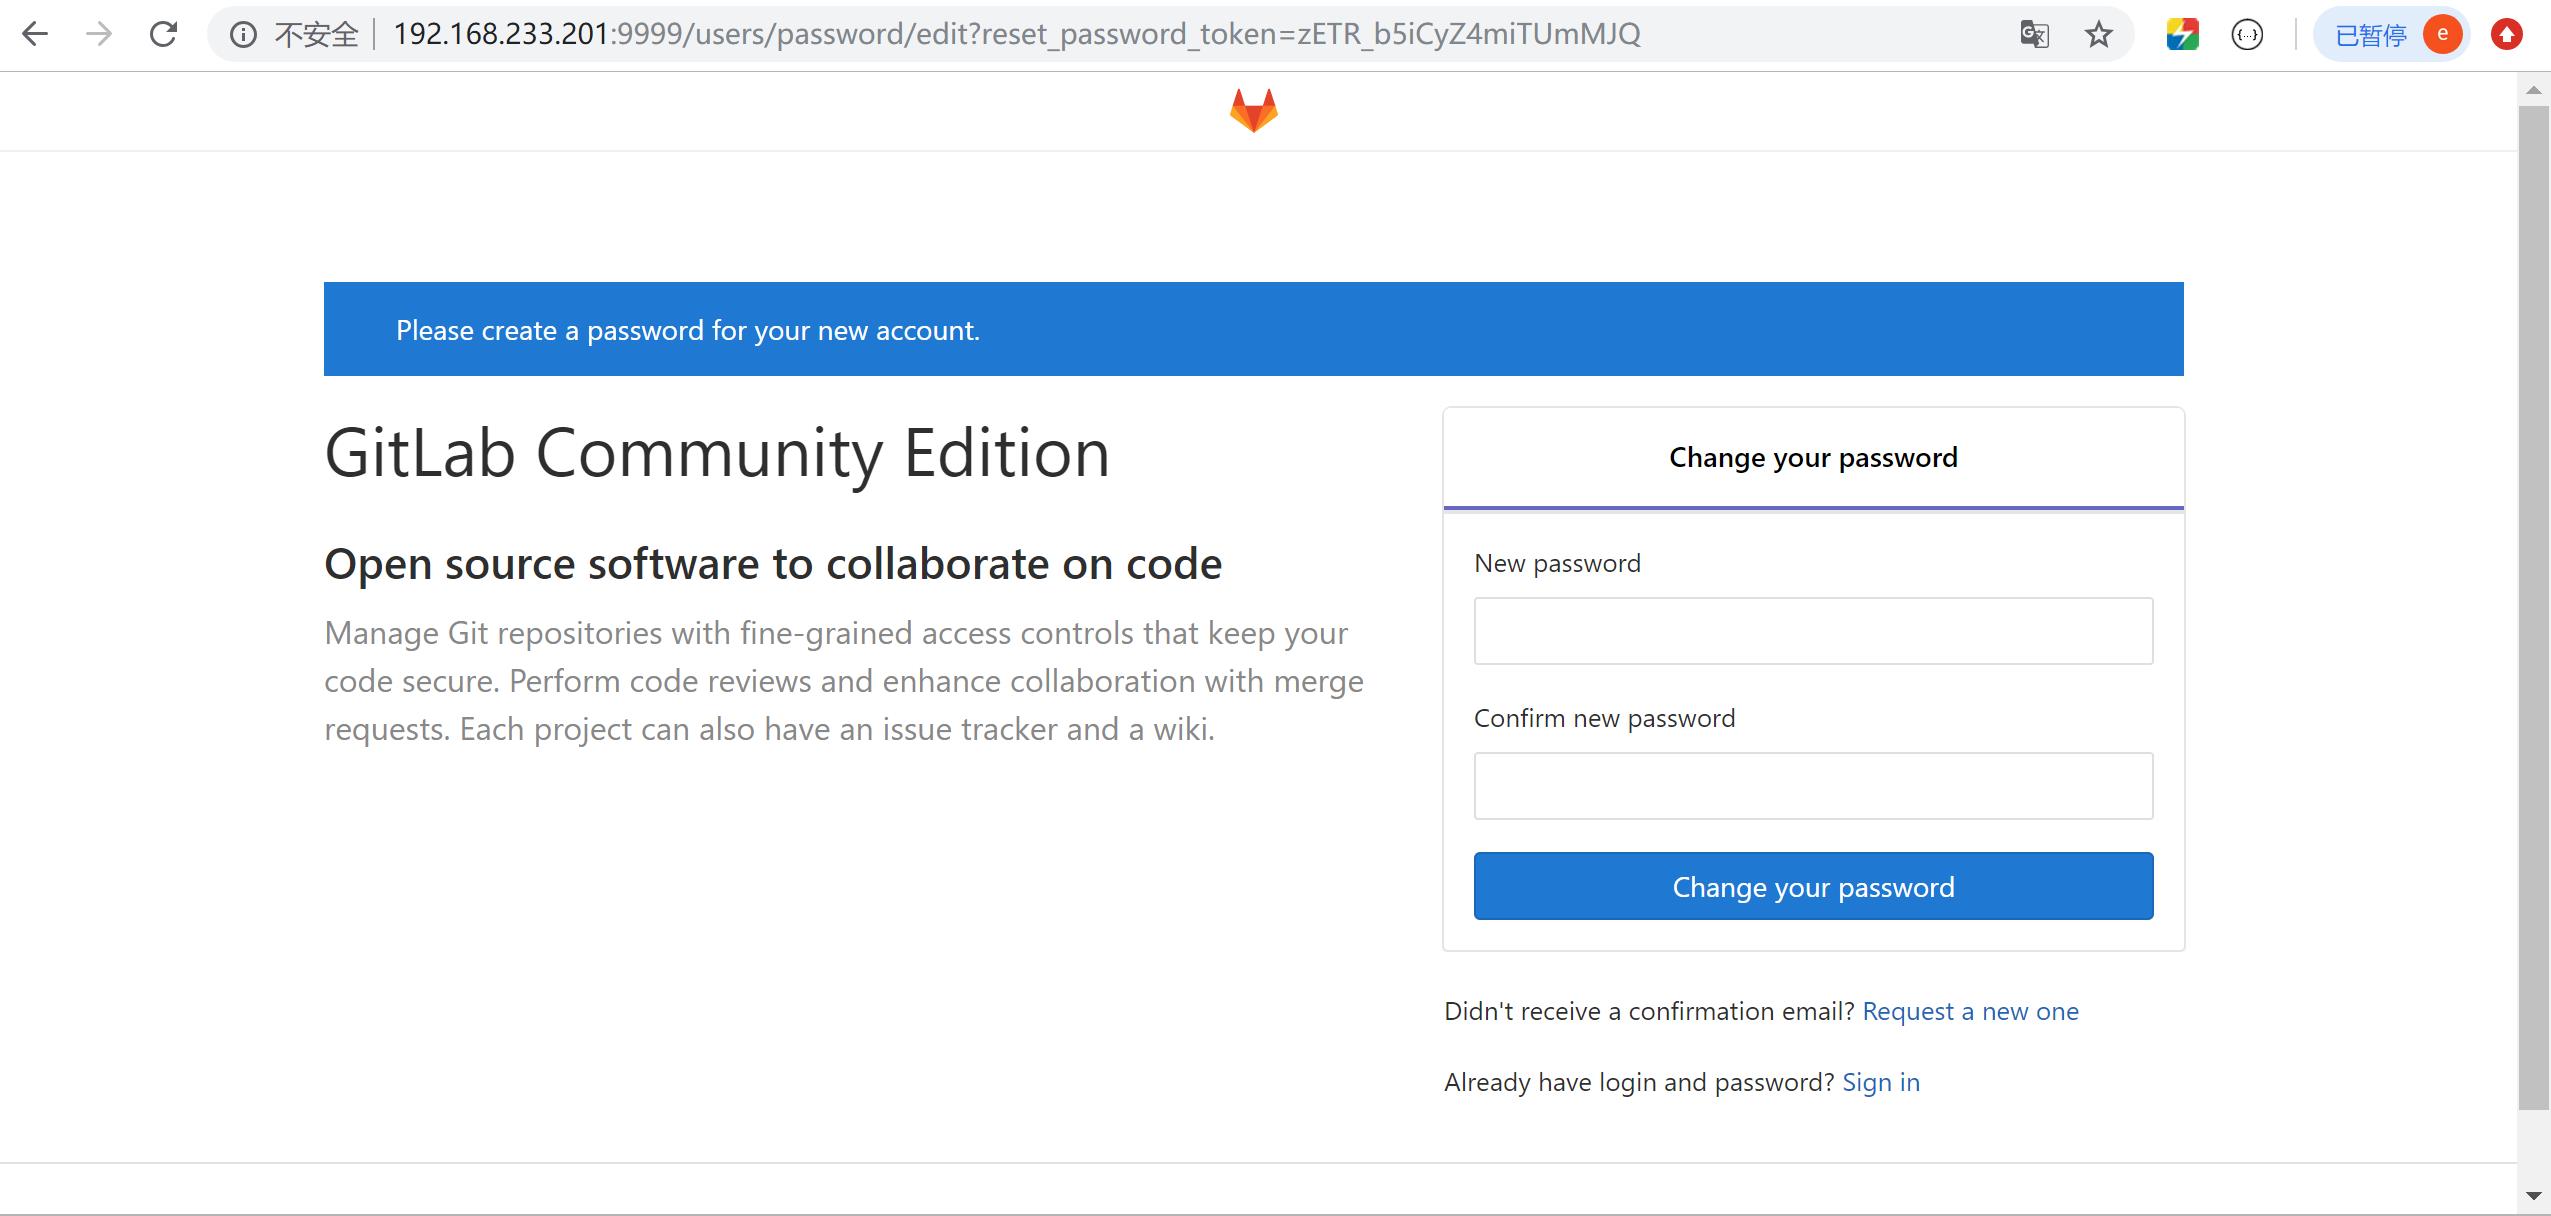 不安全 192.168.233.201:9999/users/password/edit?reset_password_token=zETR_b5iCyZ4miTUmMJQ
{...}
已暂停 e
Please create a password for your new account.
GitLab Community Edition
Open source software to collaborate on code
Manage Git repositories with fine-grained access controls that keep your
code secure. Perform code reviews and enhance collaboration with merge
requests. Each project can also have an issue tracker and a wiki.
Change your password
New password
Confirm new password
Change your password
Didn't receive a confirmation email? Request a new one
Already have login and password? Sign in